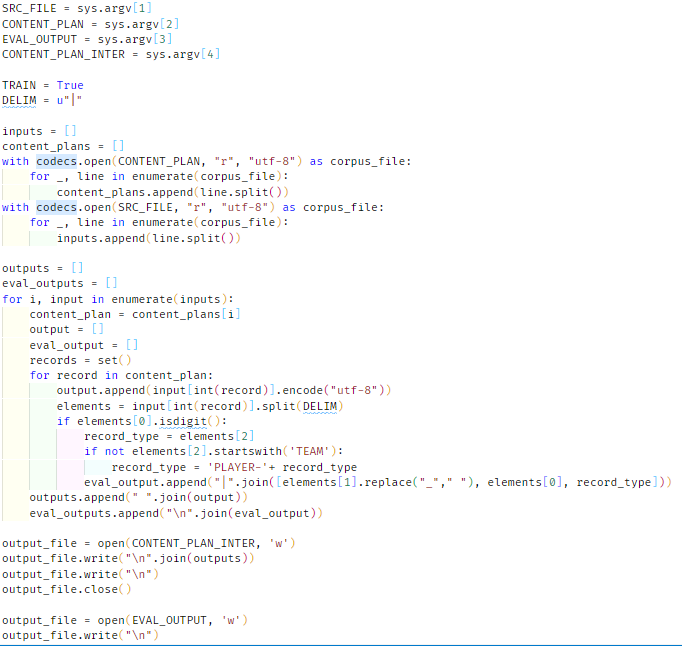 SRC_FILE = sys.argv[1]
CONTENT_PLAN = sys.argv[2]
EVAL_OUTPUT = sys.argv[3]
CONTENT_PLAN_INTER = sys.argv[4]

TRAIN = True
DELIM = u"|"

inputs = []
content_plans = []
with codecs.open(CONTENT_PLAN, "r", "utf-8") as corpus_file:
    for _, line in enumerate(corpus_file):
        content_plans.append(line.split())
with codecs.open(SRC_FILE, "r", "utf-8") as corpus_file:
    for _, line in enumerate(corpus_file):
        inputs.append(line.split())

outputs = []
eval_outputs = []
for i, input in enumerate(inputs):
    content_plan = content_plans[i]
    output = []
    eval_output = []
    records = set()
    for record in content_plan:
        output.append(input[int(record)].encode("utf-8"))
        elements = input[int(record)].split(DELIM)
        if elements[0].isdigit():
            record_type = elements[2]
            if not elements[2].startswith('TEAM'):
                record_type = 'PLAYER-'+ record_type
            eval_output.append("|".join([elements[1].replace("_"," "), elements[0], record_type]))
    outputs.append(" ".join(output))
    eval_outputs.append("\n".join(eval_output))

output_file = open(CONTENT_PLAN_INTER, 'w')
output_file.write("\n".join(outputs))
output_file.write("\n")
output_file.close()

output_file = open(EVAL_OUTPUT, 'w')
output_file.write("\n")